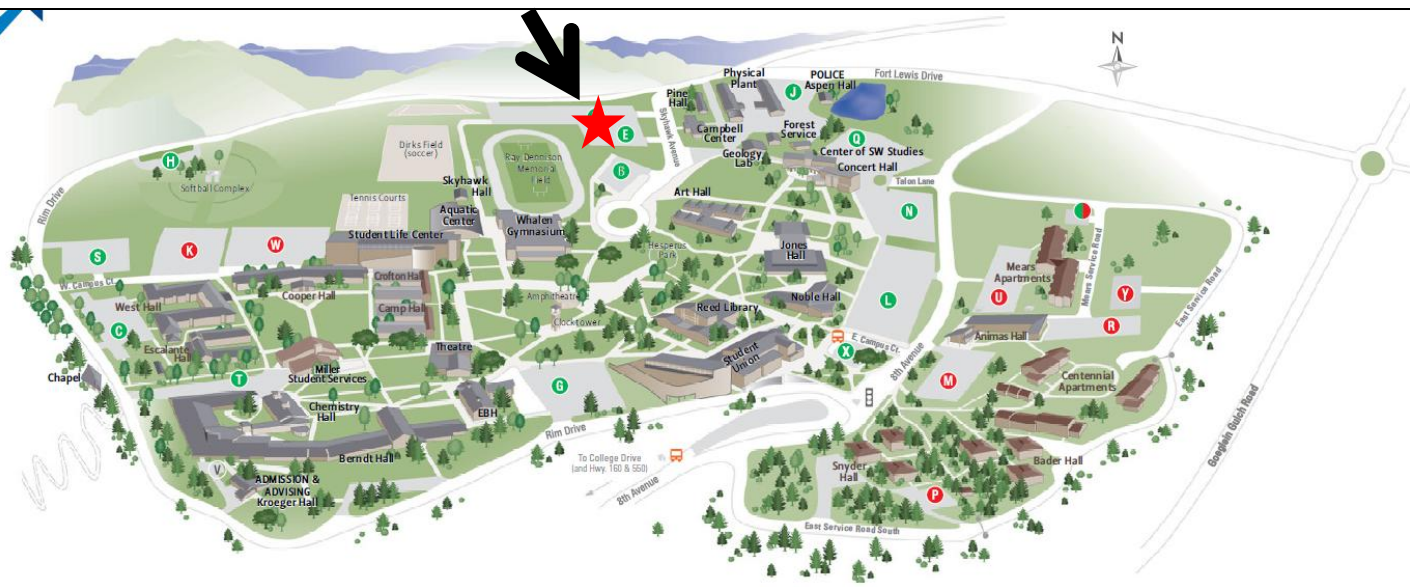 N
Physical
Plant
J
POLICE
Aspen Hall
Fort Lewis Drive
Pine
Hall
Skyhawk Avenue
E
Campbell
Center
Forest
Service
Q
Geology
Lab
Center of SW Studies
Concert Hall
Talon Lane
Dirks Field
(soccer)
Ray Dennison
Memorial
Field
B
H
Softball Complex
Rim Drive
Skyhawk
Hall
Art Hall
Tennis Courts
Aquatic
Center
Whalen
Gymnasium
N
Student Life Center
S
K
W
Hesperus
Park
Jones
Hall
Mears
Apartments
Mears Service Road
U
Y
East Service Road
W. Campus Ct.
Crofton Hall
Cooper Hall
Camp Hall
West Hall
Amphitheatre
Clocktower
Reed Library
Noble Hall
L
R
Animas Hall
C
Escalante
Hall
Theatre
Student
Union
X
E. Campus Ct.
8th Avenue
Chapel
T
Miller
Student Services
G
M
Centennial
Apartments
Chemistry
Hall
EBH
Rim Drive
Goeglein Gulch Road
Berndt Hall
To College Drive
(and Hwy. 160 & 550)
8th Avenue
V
ADMISSION &
ADVISING
Kroeger Hall
Snyder
Hall
Bader Hall
P
East Service Road South